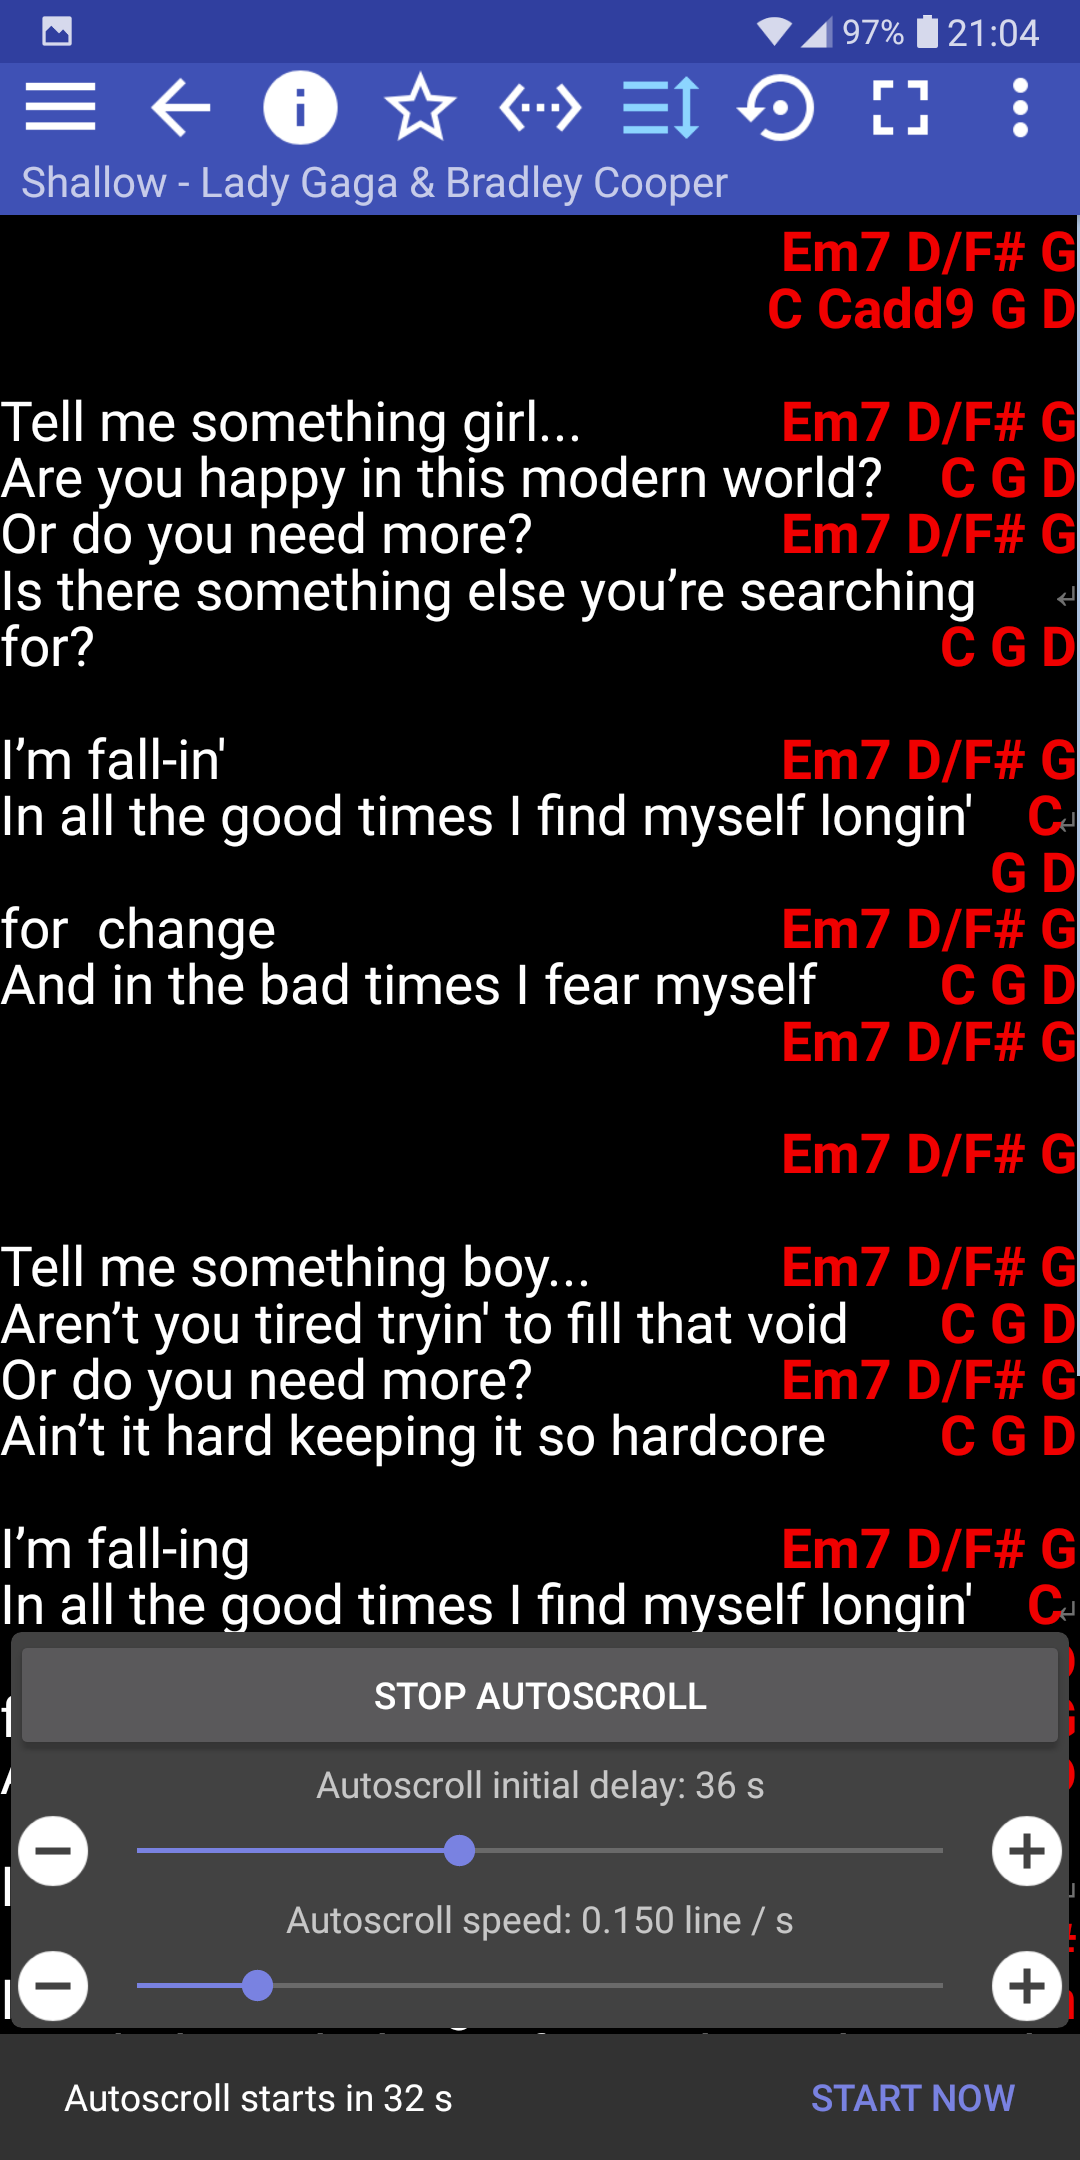 97% 21:04
Shallow - Lady Gaga & Bradley Cooper
Em7 D/F# G
C Cadd9 G D
Tell me something girl... Em7 D/F# G
Are you happy in this modern world? C G D
Or do you need more? Em7 D/F# G
Is there something else you’re searching ↵
for? C G D
I’m fall-in' Em7 D/F# G
In all the good times I find myself longin' C↵
G D
for  change Em7 D/F# G
And in the bad times I fear myself C G D
Em7 D/F# G
Em7 D/F# G
Tell me something boy... Em7 D/F# G
Aren’t you tired tryin' to fill that void C G D
Or do you need more? Em7 D/F# G
Ain’t it hard keeping it so hardcore C G D
I’m fall-ing Em7 D/F# G
In all the good times I find myself longin' C↵
STOP AUTOSCROLL
Autoscroll initial delay: 36 s
Autoscroll speed: 0.150 line / s
Autoscroll starts in 32 s START NOW